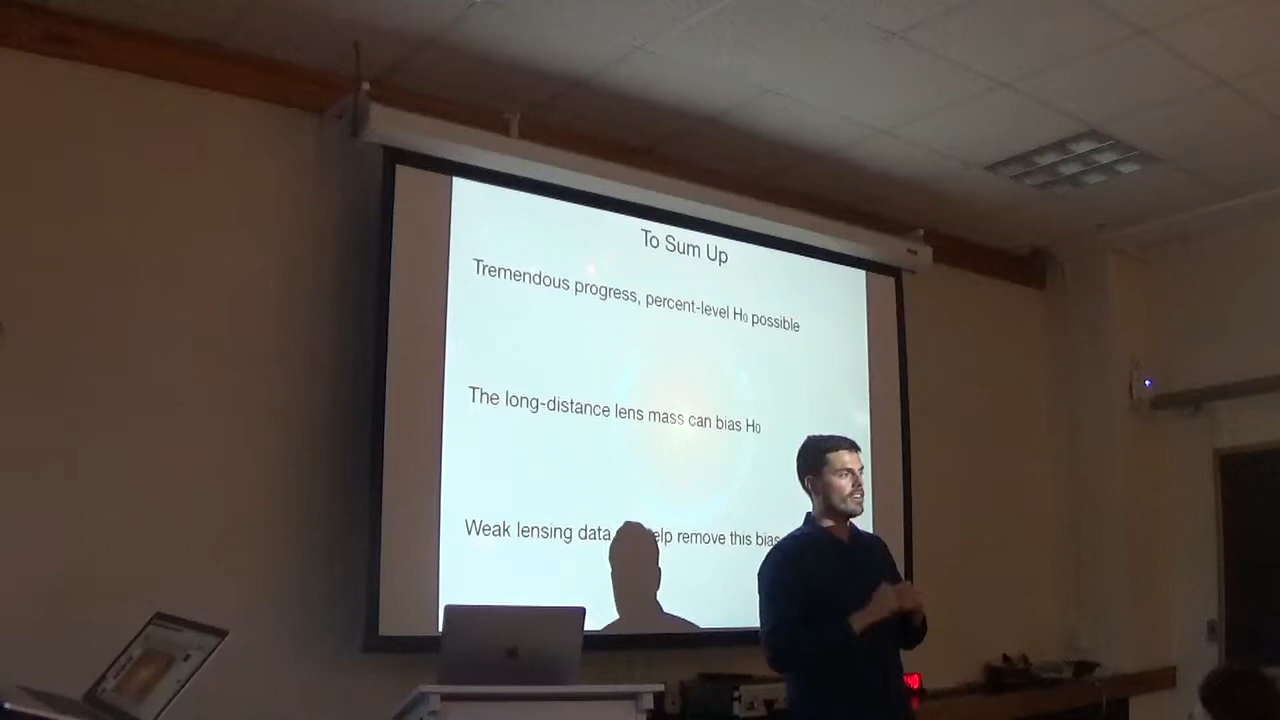 To Sum Up
Tremendous progress, percent-level H₀ possible
The long-distance lens mass can bias H₀
Weak lensing data elp remove this bias